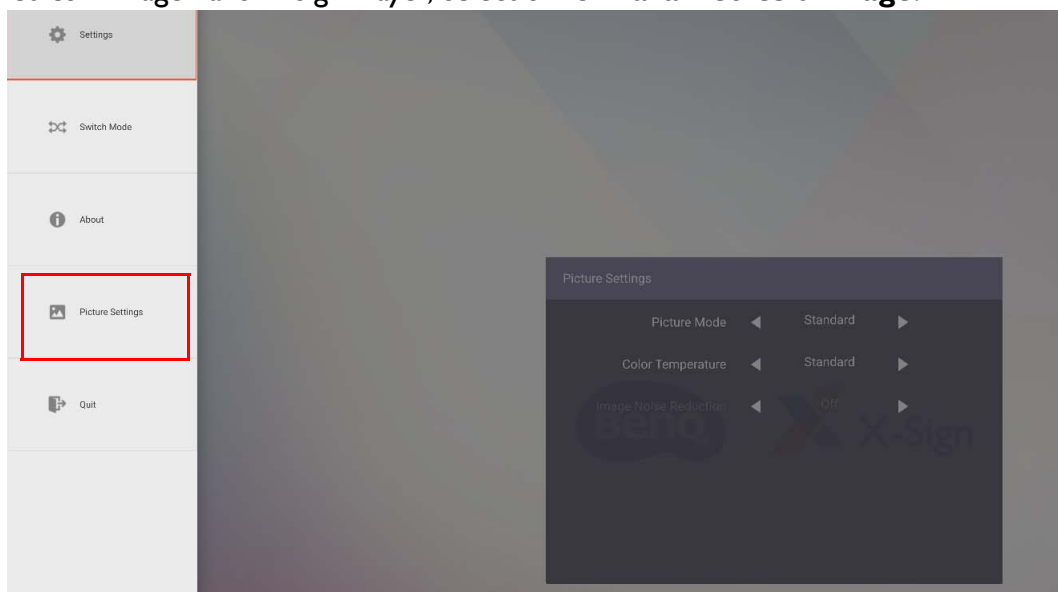 Settings
Switch Mode
About
Picture Settings
Quit
Picture Settings
Picture Mode Standard
Color Temperature Standard
Image Noise Reduction Off
BenQ X-Sign